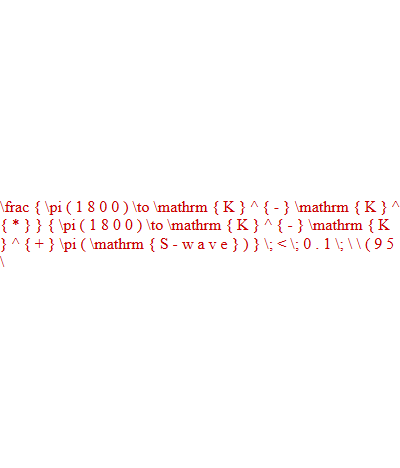 \frac { \pi ( 1 8 0 0 ) \to \mathrm { K } ^ { - } \mathrm { K } ^
{ * } } { \pi ( 1 8 0 0 ) \to \mathrm { K } ^ { - } \mathrm { K
} ^ { + } \pi ( \mathrm { S - w a v e } ) } \; < \; 0 . 1 \; \ \ ( 9 5
\